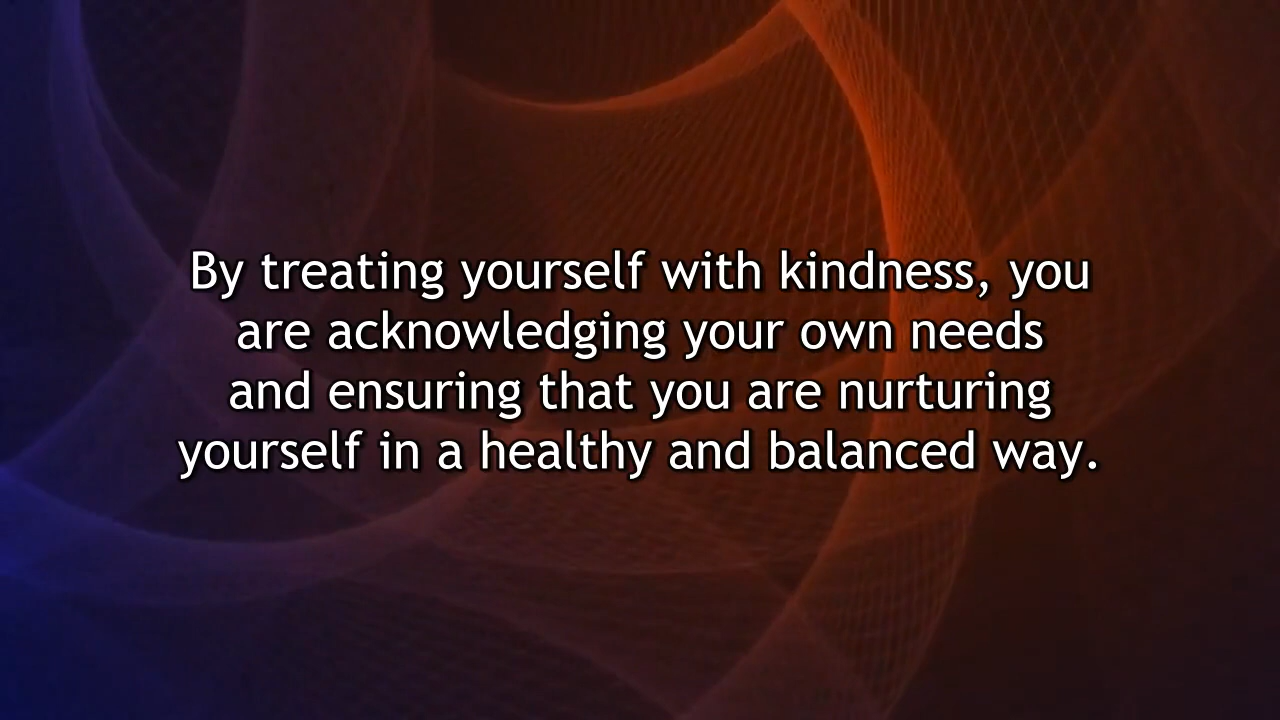 By treating yourself with kindness, you
are acknowledging your own needs
and ensuring that you are nurturing
yourself in a healthy and balanced way.